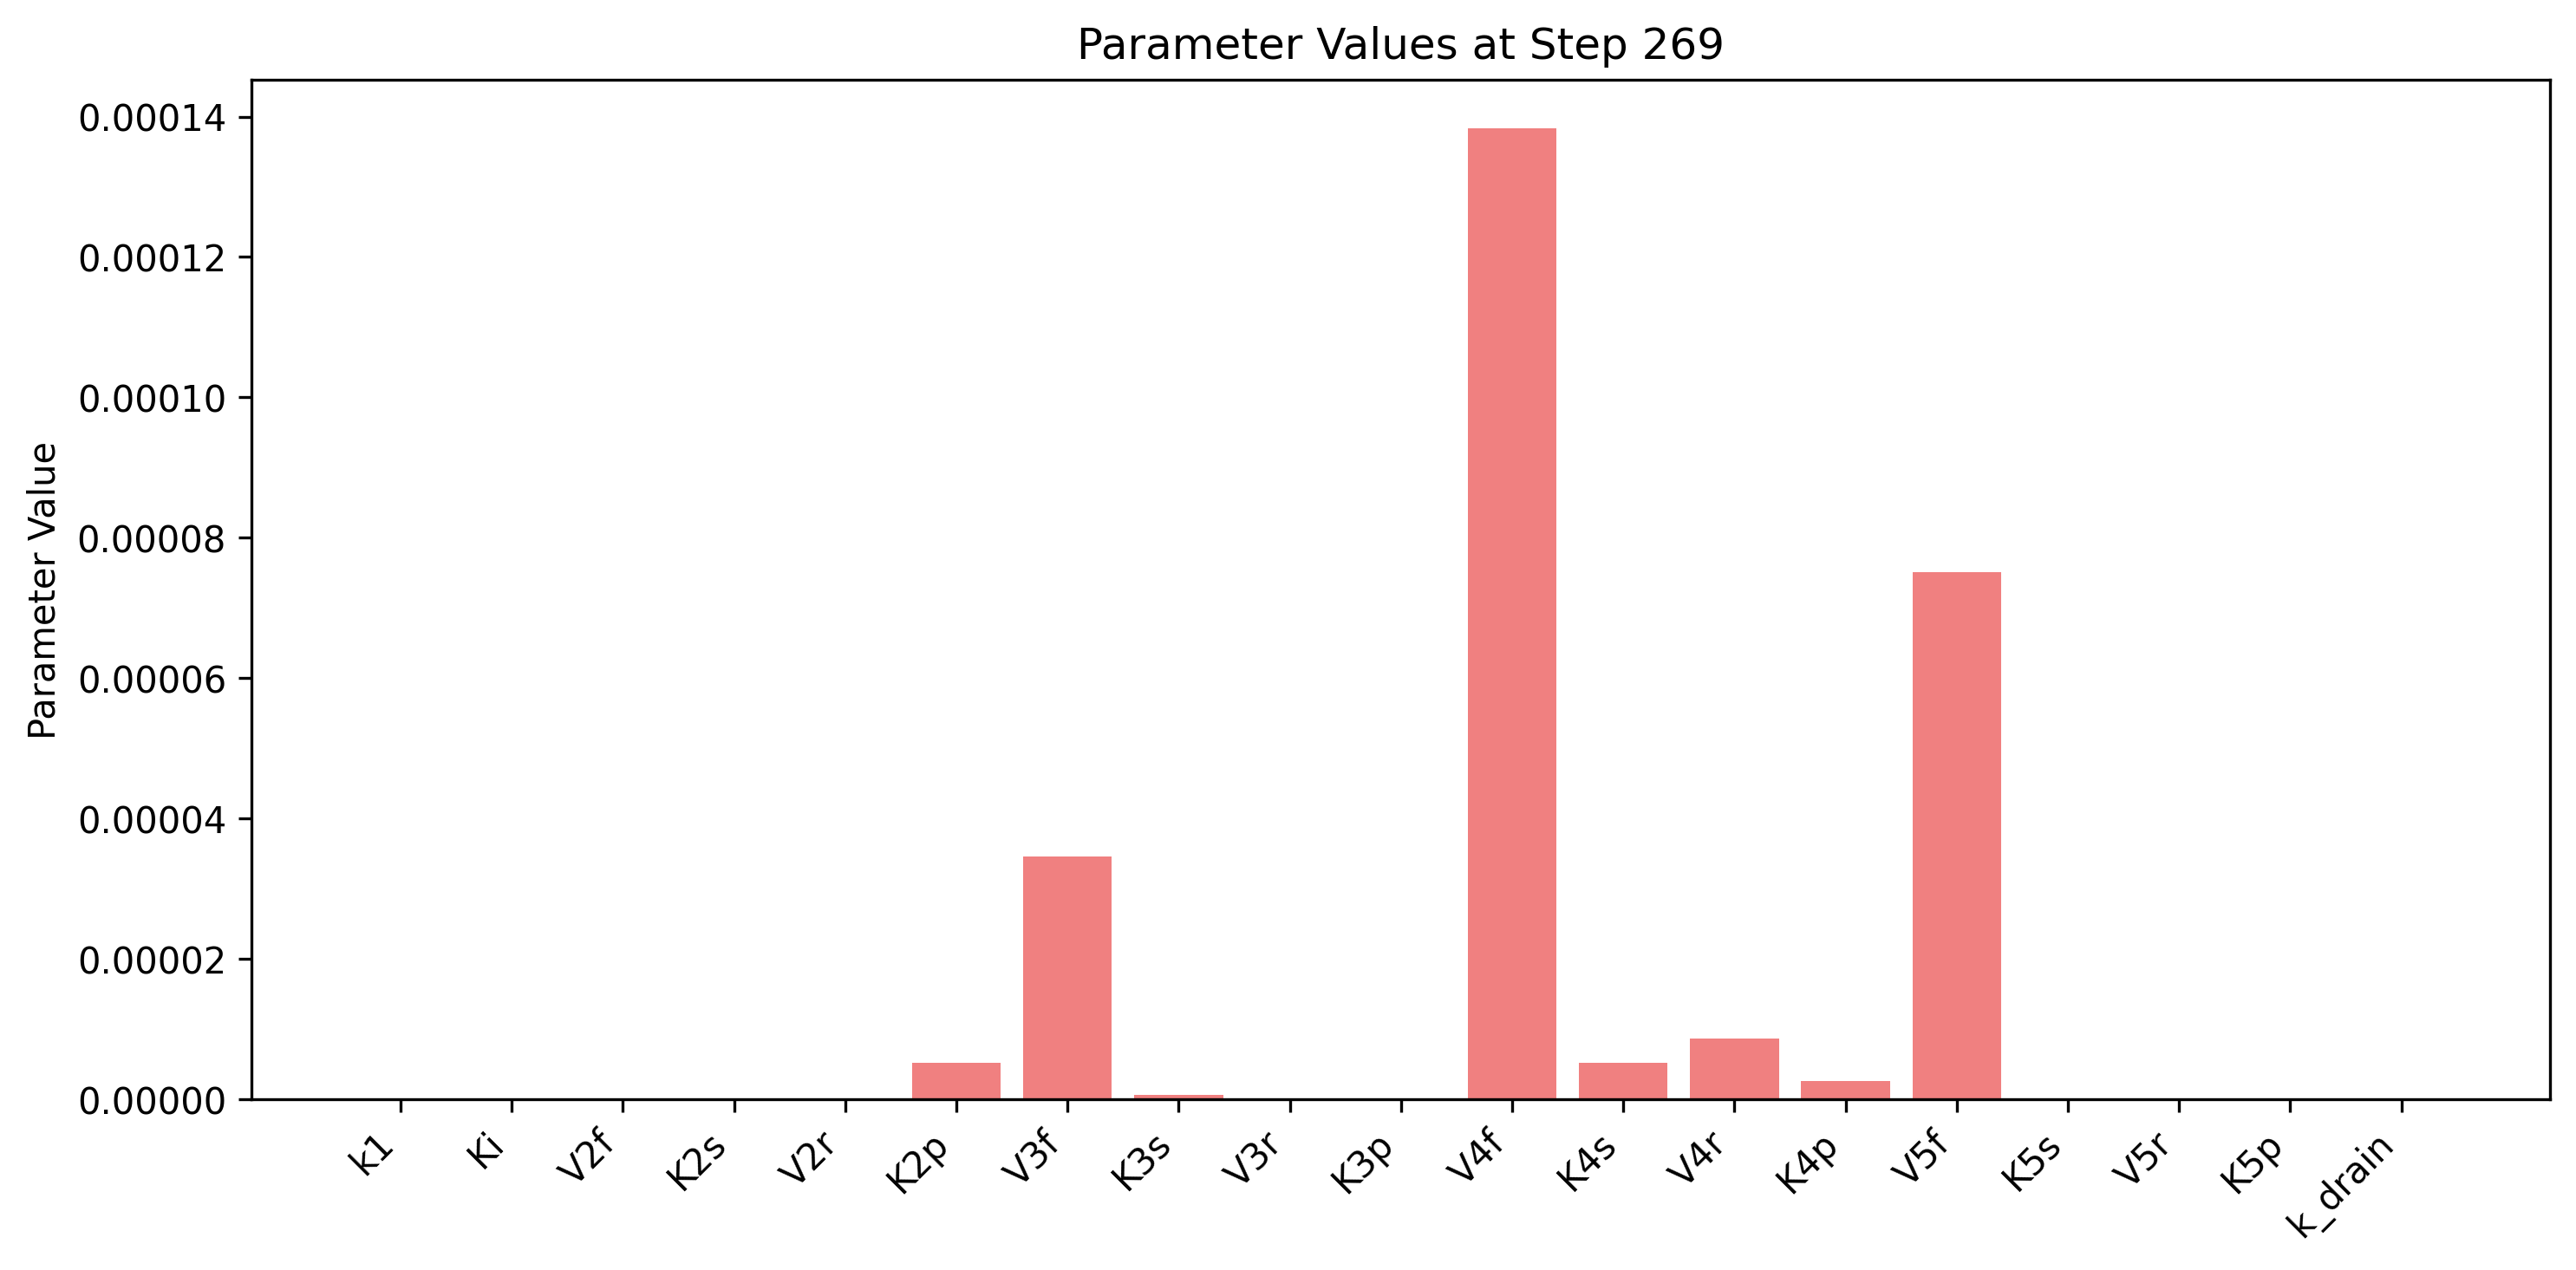 Parameter Values at Step 269
Parameter Value
0.00014
0.00012
0.00010
0.00008
0.00006
0.00004
0.00002
0.00000
k1
Ki
V2f
K2s
V2r
K2p
V3f
K3s
V3r
K3p
V4f
K4s
V4r
K4p
V5f
K5s
V5r
K5p
k_drain